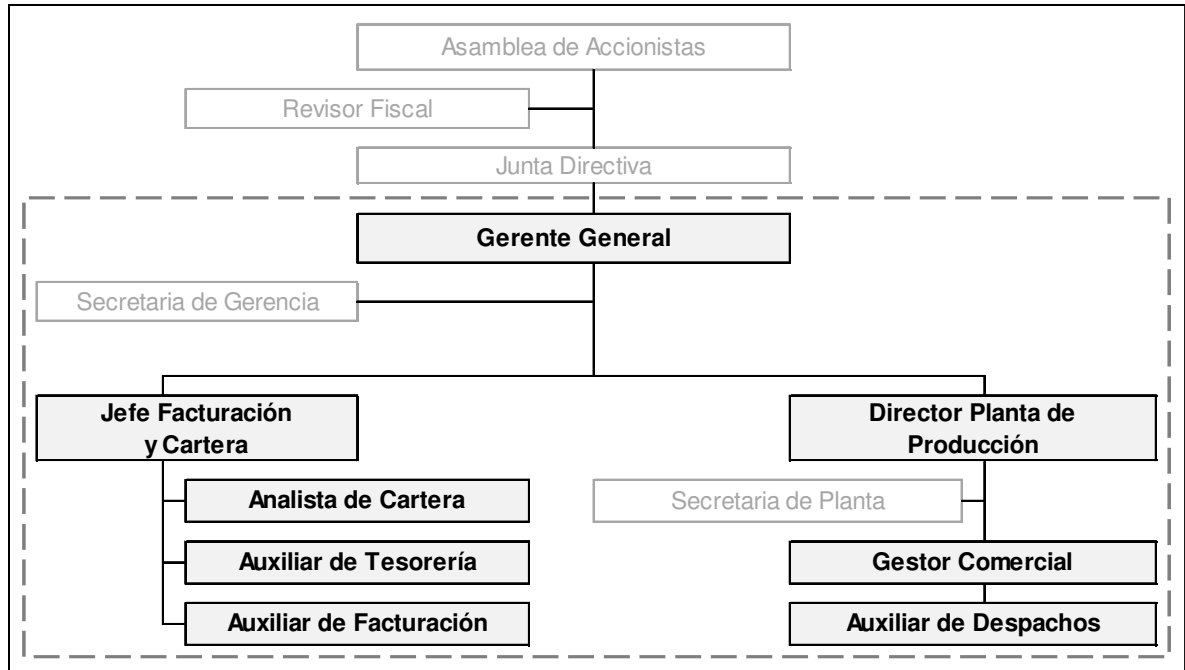 Asamblea de Accionistas
Revisor Fiscal
Junta Directiva
Gerente General
Secretaria de Gerencia
Jefe Facturación
y Cartera
Director Planta de
Producción
Analista de Cartera
Secretaria de Planta
Auxiliar de Tesorería
Gestor Comercial
Auxiliar de Facturación
Auxiliar de Despachos